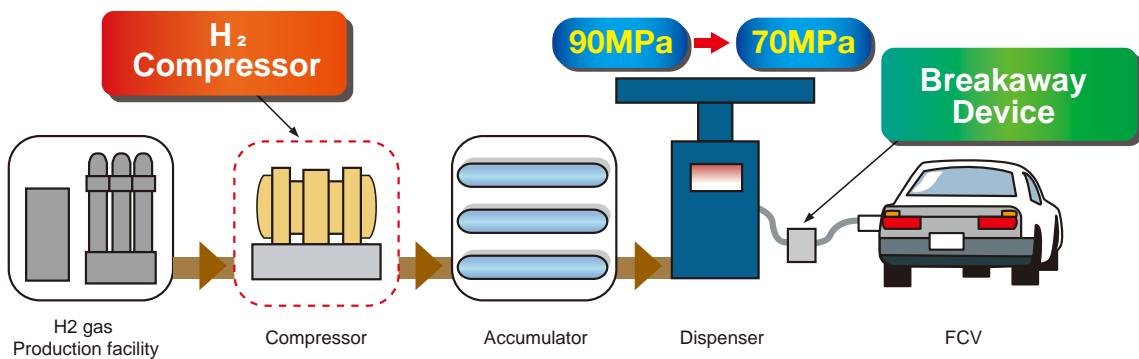 H₂
Compressor
90MPa
70MPa
Breakaway
Device
H2 gas
Production facility
Compressor
Accumulator
Dispenser
FCV